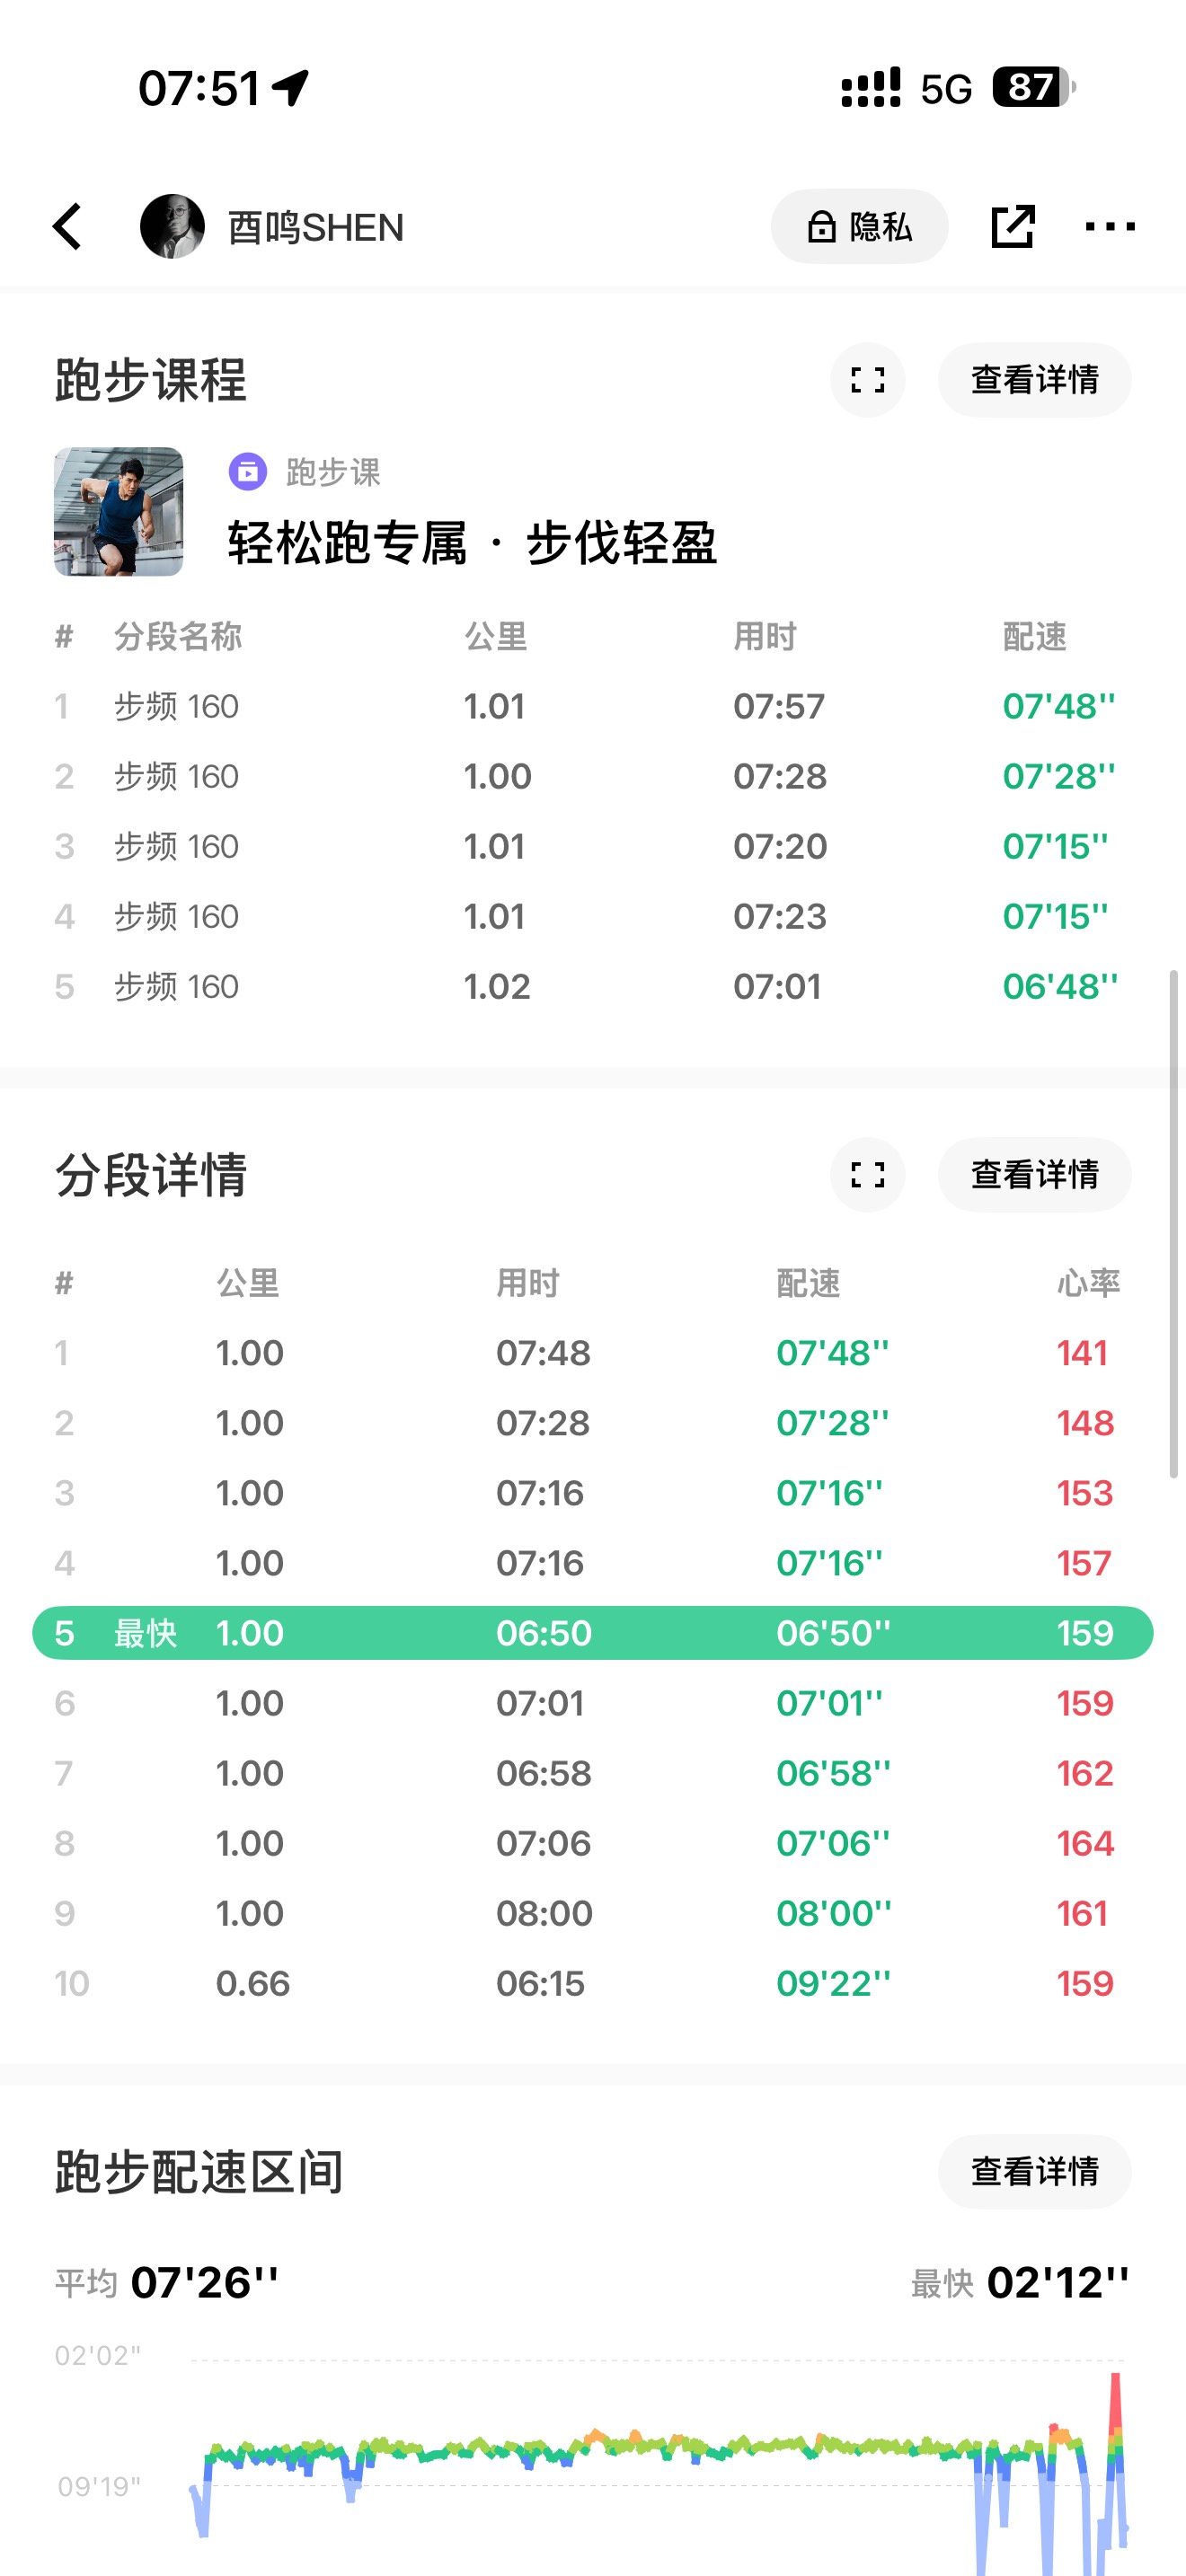 07:51 5G 87
酉鸣SHEN 隐私
跑步课程 查看详情
跑步课
轻松跑专属 · 步伐轻盈
# 分段名称 公里 用时 配速
1 步频 160 1.01 07:57 07'48''
2 步频 160 1.00 07:28 07'28''
3 步频 160 1.01 07:20 07'15''
4 步频 160 1.01 07:23 07'15''
5 步频 160 1.02 07:01 06'48''
分段详情 查看详情
# 公里 用时 配速 心率
1 1.00 07:48 07'48'' 141
2 1.00 07:28 07'28'' 148
3 1.00 07:16 07'16'' 153
4 1.00 07:16 07'16'' 157
5 最快 1.00 06:50 06'50'' 159
6 1.00 07:01 07'01'' 159
7 1.00 06:58 06'58'' 162
8 1.00 07:06 07'06'' 164
9 1.00 08:00 08'00'' 161
10 0.66 06:15 09'22'' 159
跑步配速区间 查看详情
平均 07'26'' 最快 02'12''
02'02"
09'19"